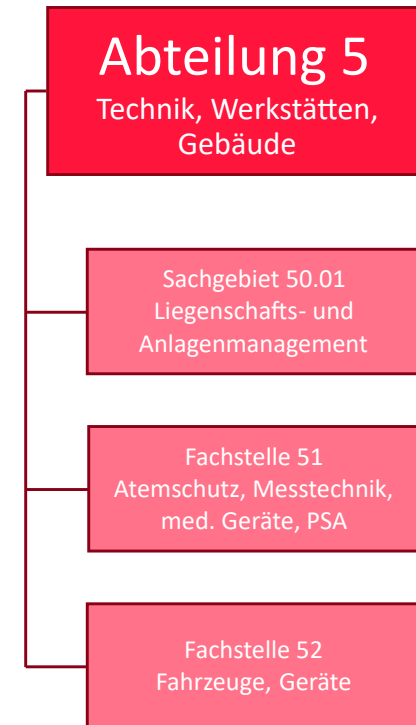 Abteilung 5
Technik, Werkstätten,
Gebäude
Sachgebiet 50.01
Liegenschafts- und
Anlagenmanagement
Fachstelle 51
Atemschutz, Messtechnik,
med. Geräte, PSA
Fachstelle 52
Fahrzeuge, Geräte